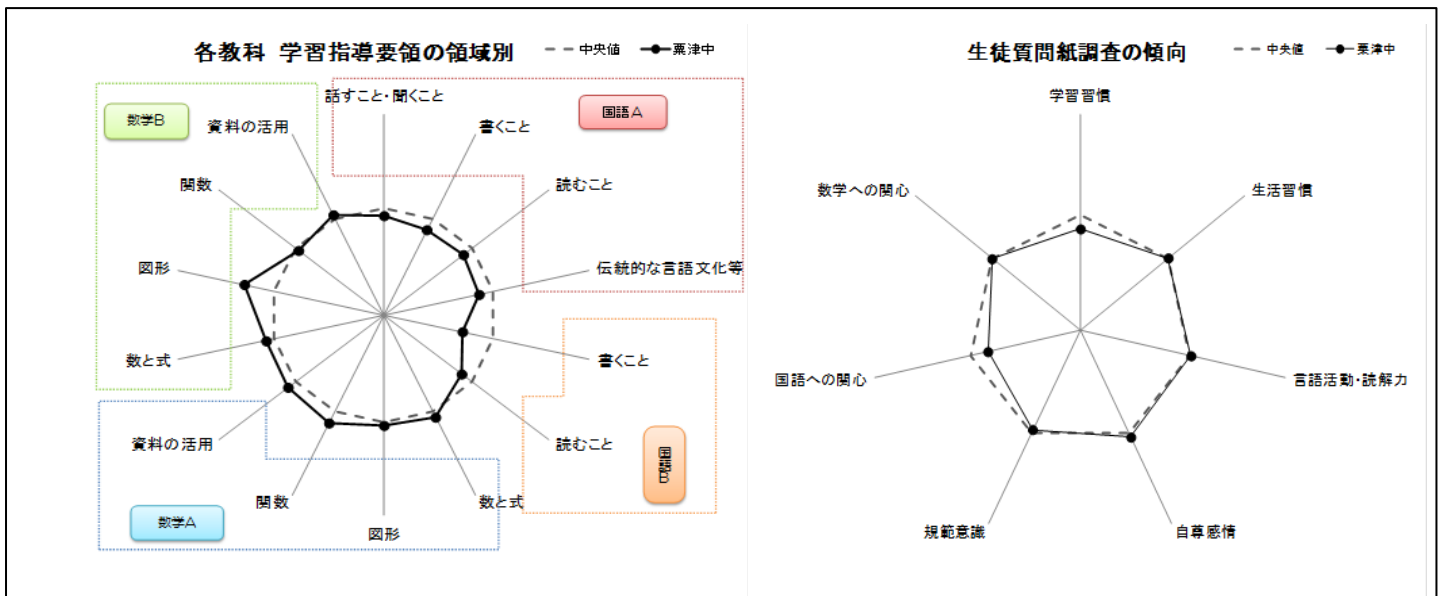 各教科 学習指導要領の領域別
中央値
粟津中
数学B
国語A
話すこと・聞くこと
書くこと
読むこと
伝統的な言語文化等
書くこと
読むこと
国語B
数と式
図形
関数
数学A
資料の活用
数と式
図形
関数
資料の活用
生徒質問紙調査の傾向
中央値
粟津中
学習習慣
生活習慣
言語活動・読解力
自尊感情
規範意識
国語への関心
数学への関心